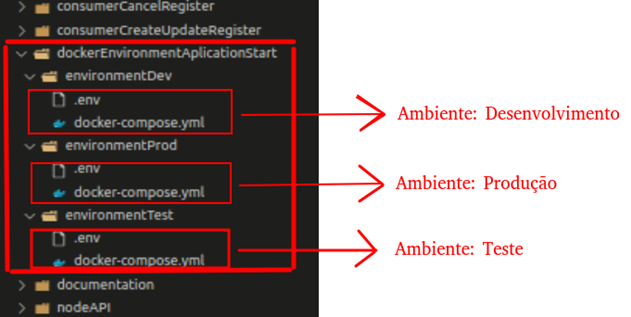 consumerCancelRegister
consumerCreateUpdateRegister
dockerEnvironmentAplicationStart
environmentDev
.env
docker-compose.yml
Ambiente: Desenvolvimento
environmentProd
.env
docker-compose.yml
Ambiente: Produção
environmentTest
.env
docker-compose.yml
Ambiente: Teste
documentation
nodeAPI